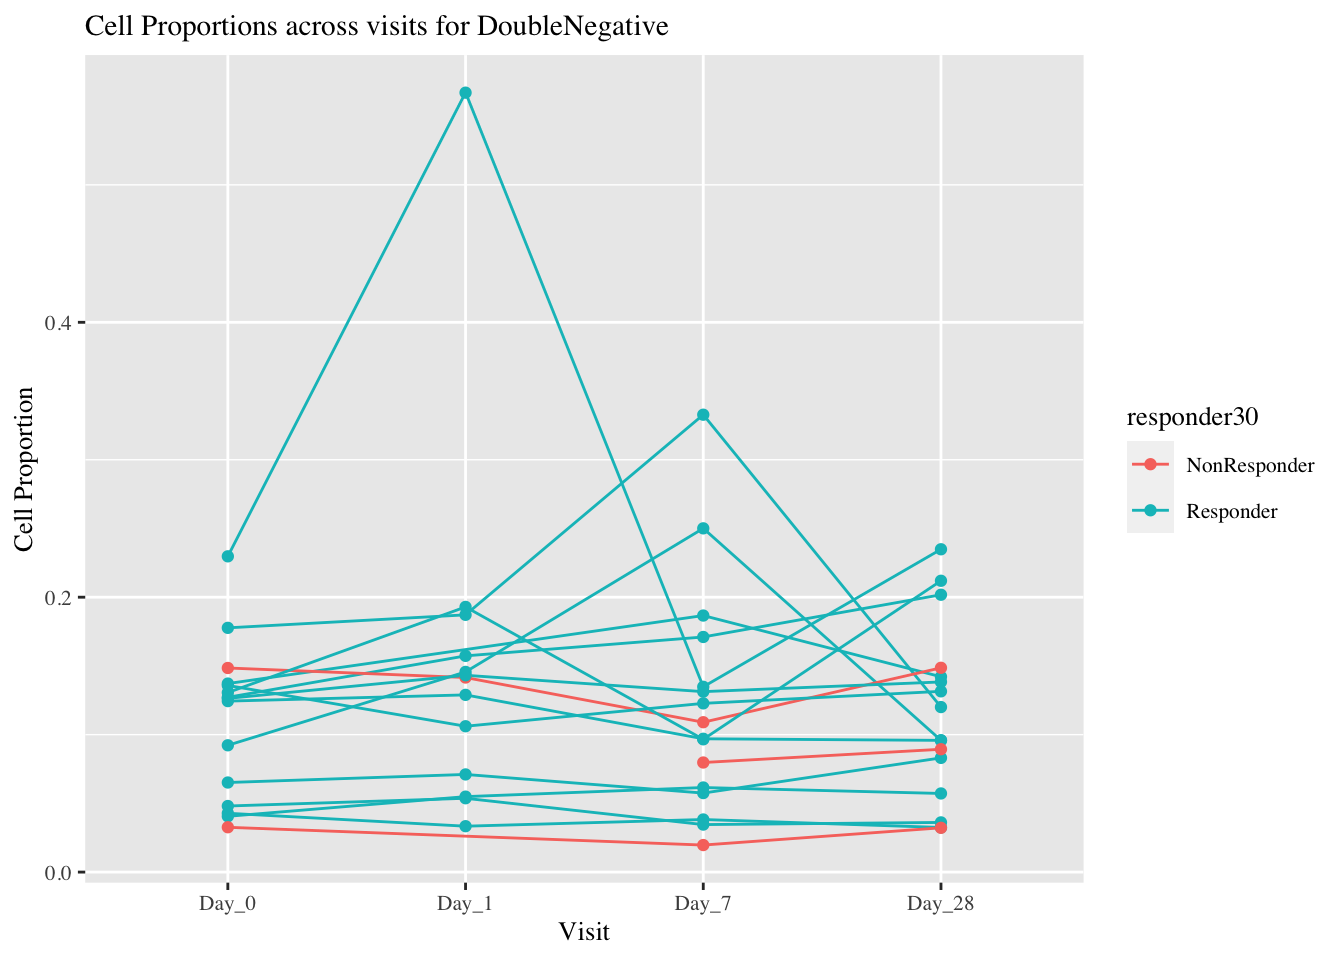 Cell Proportions across visits for DoubleNegative
Cell Proportion
0.4
0.2
0.0
Day_0 Day_1 Day_7 Day_28
Visit
responder30
NonResponder
Responder